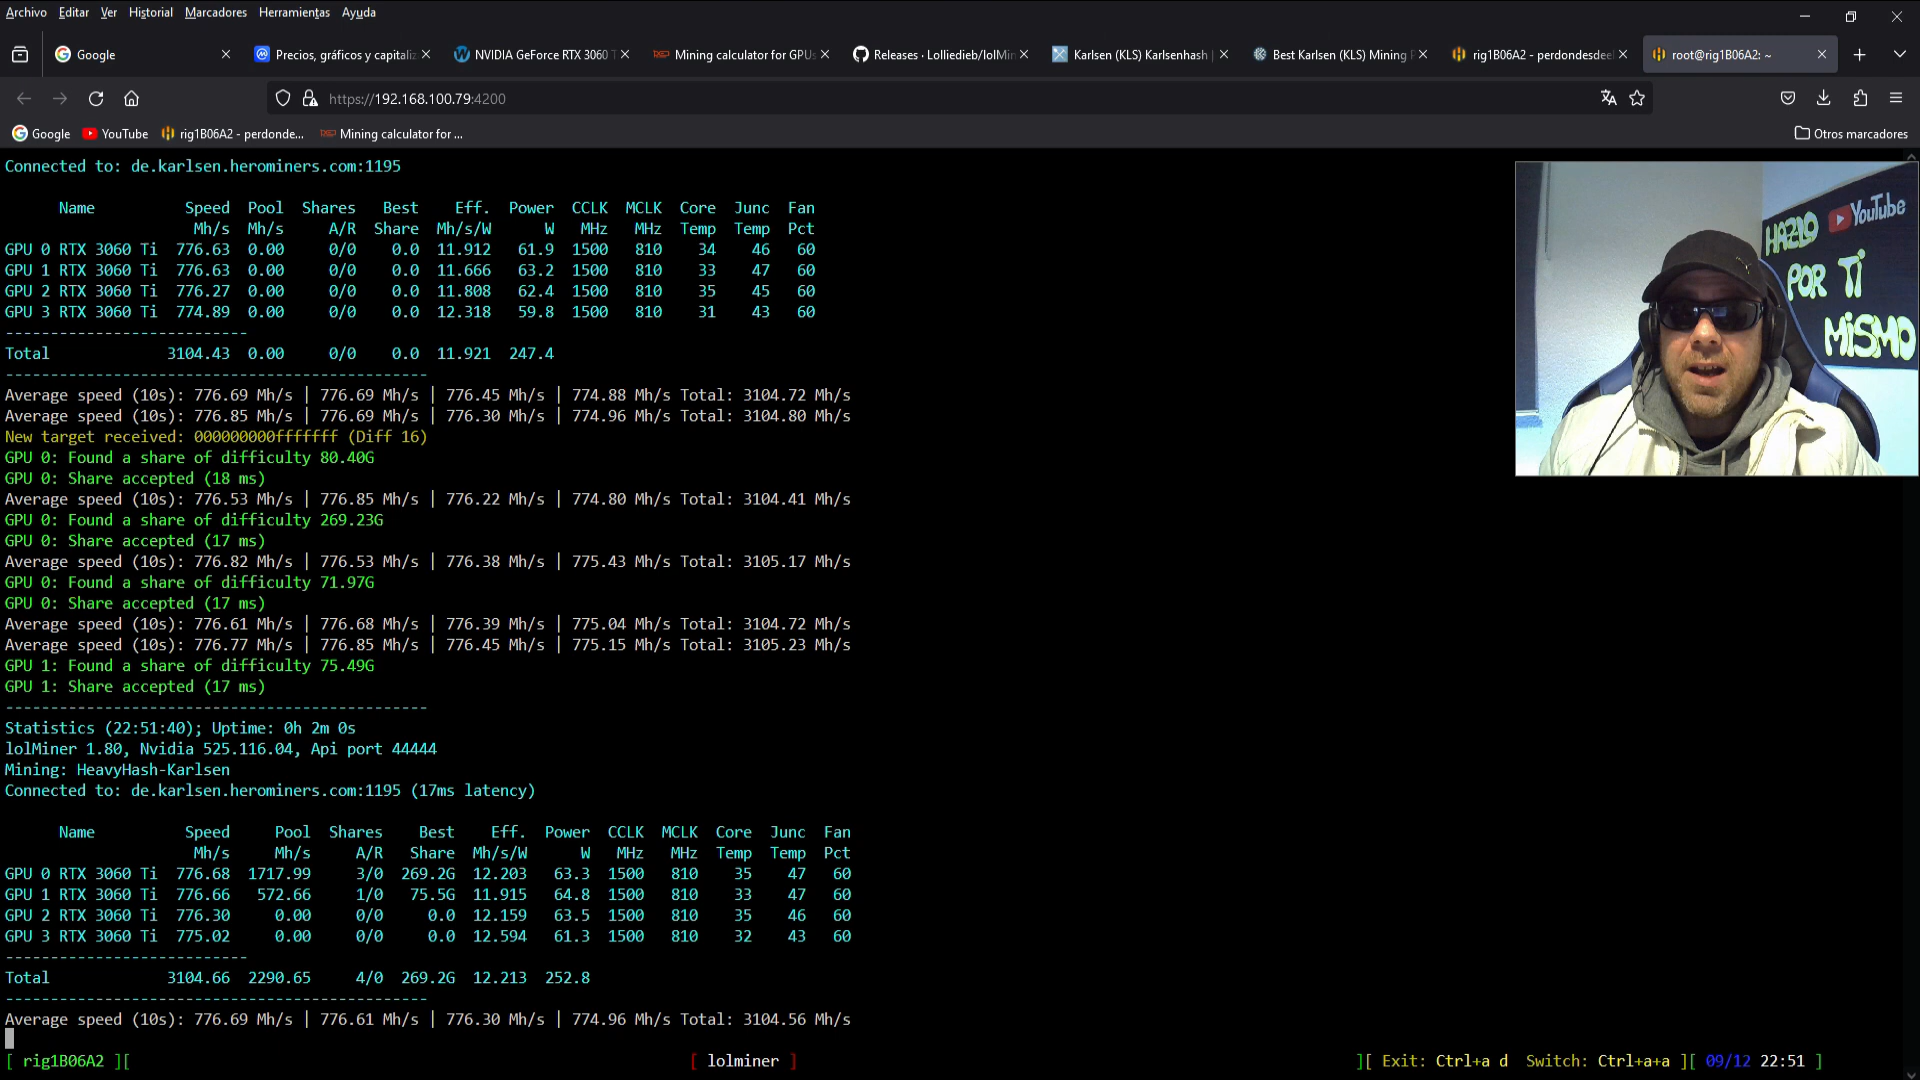 Archivo Editar Ver Historial Marcadores Herramientas Ayuda
Google
Precios, gráficos y capitaliz
NVIDIA GeForce RTX 3060 T
Mining calculator for GPUs
Releases · Lolliedieb/lolMin
Karlsen (KLS) Karlsenhash |
Best Karlsen (KLS) Mining P
rig1B06A2 - perdondesdeel
root@rig1B06A2: ~
https://192.168.100.79:4200
Google YouTube rig1B06A2 - perdonde... Mining calculator for ... Otros marcadores
Connected to: de.karlsen.herominers.com:1195
Name Speed Pool Shares Best Eff. Power CCLK MCLK Core Junc Fan
Mh/s Mh/s A/R Share Mh/s/W W MHz MHz Temp Temp Pct
GPU 0 RTX 3060 Ti 776.63 0.00 0/0 0.0 11.912 61.9 1500 810 34 46 60
GPU 1 RTX 3060 Ti 776.63 0.00 0/0 0.0 11.666 63.2 1500 810 33 47 60
GPU 2 RTX 3060 Ti 776.27 0.00 0/0 0.0 11.808 62.4 1500 810 35 45 60
GPU 3 RTX 3060 Ti 774.89 0.00 0/0 0.0 12.318 59.8 1500 810 31 43 60
---------------------------
Total 3104.43 0.00 0/0 0.0 11.921 247.4
-----------------------------------------------
Average speed (10s): 776.69 Mh/s | 776.69 Mh/s | 776.45 Mh/s | 774.88 Mh/s Total: 3104.72 Mh/s
Average speed (10s): 776.85 Mh/s | 776.69 Mh/s | 776.30 Mh/s | 774.96 Mh/s Total: 3104.80 Mh/s
New target received: 000000000fffffff (Diff 16)
GPU 0: Found a share of difficulty 80.40G
GPU 0: Share accepted (18 ms)
Average speed (10s): 776.53 Mh/s | 776.85 Mh/s | 776.22 Mh/s | 774.80 Mh/s Total: 3104.41 Mh/s
GPU 0: Found a share of difficulty 269.23G
GPU 0: Share accepted (17 ms)
Average speed (10s): 776.82 Mh/s | 776.53 Mh/s | 776.38 Mh/s | 775.43 Mh/s Total: 3105.17 Mh/s
GPU 0: Found a share of difficulty 71.97G
GPU 0: Share accepted (17 ms)
Average speed (10s): 776.61 Mh/s | 776.68 Mh/s | 776.39 Mh/s | 775.04 Mh/s Total: 3104.72 Mh/s
Average speed (10s): 776.77 Mh/s | 776.85 Mh/s | 776.45 Mh/s | 775.15 Mh/s Total: 3105.23 Mh/s
GPU 1: Found a share of difficulty 75.49G
GPU 1: Share accepted (17 ms)
-----------------------------------------------
Statistics (22:51:40); Uptime: 0h 2m 0s
lolMiner 1.80, Nvidia 525.116.04, Api port 44444
Mining: HeavyHash-Karlsen
Connected to: de.karlsen.herominers.com:1195 (17ms latency)
Name Speed Pool Shares Best Eff. Power CCLK MCLK Core Junc Fan
Mh/s Mh/s A/R Share Mh/s/W W MHz MHz Temp Temp Pct
GPU 0 RTX 3060 Ti 776.68 1717.99 3/0 269.2G 12.203 63.3 1500 810 35 47 60
GPU 1 RTX 3060 Ti 776.66 572.66 1/0 75.5G 11.915 64.8 1500 810 33 47 60
GPU 2 RTX 3060 Ti 776.30 0.00 0/0 0.0 12.159 63.5 1500 810 35 46 60
GPU 3 RTX 3060 Ti 775.02 0.00 0/0 0.0 12.594 61.3 1500 810 32 43 60
---------------------------
Total 3104.66 2290.65 4/0 269.2G 12.213 252.8
-----------------------------------------------
Average speed (10s): 776.69 Mh/s | 776.61 Mh/s | 776.30 Mh/s | 774.96 Mh/s Total: 3104.56 Mh/s
[ rig1B06A2 ][ [ lolminer ] ][ Exit: Ctrl+a d Switch: Ctrl+a+a ][ 09/12 22:51 ]
YouTube
HAZLO
POR TI
MiSMO